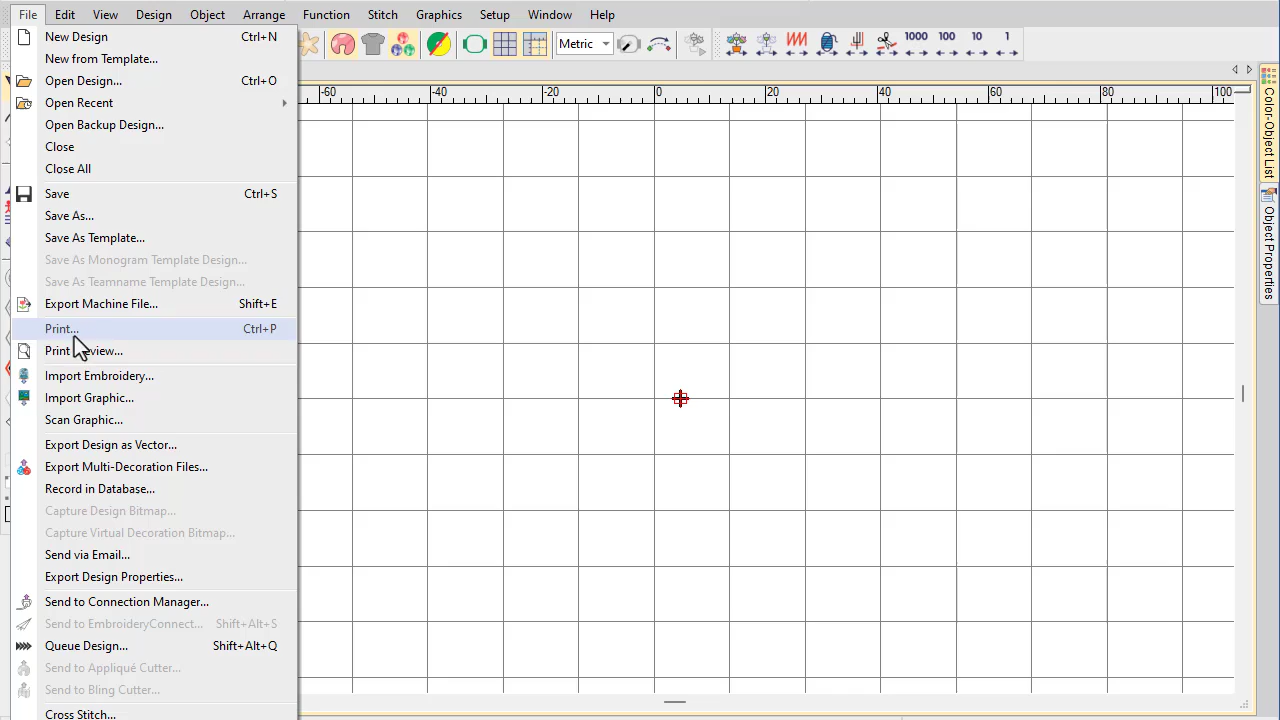 File Edit View Design Object Arrange Function Stitch Graphics Setup Window Help
New Design Ctrl+N
New from Template...
Open Design... Ctrl+O
Open Recent
Open Backup Design...
Close
Close All
Save Ctrl+S
Save As...
Save As Template...
Save As Monogram Template Design...
Save As Teamname Template Design...
Export Machine File... Shift+E
Print... Ctrl+P
Import Embroidery...
Import Graphic...
Scan Graphic...
Export Design as Vector...
Export Multi-Decoration Files...
Record in Database...
Capture Design Bitmap...
Capture Virtual Decoration Bitmap...
Send via Email...
Export Design Properties...
Send to Connection Manager...
Send to EmbroideryConnect... Shift+Alt+S
Queue Design... Shift+Alt+Q
Send to Appliqué Cutter...
Send to Bling Cutter...
Cross Stitch...
Metric
1000 100 10 1
-60 -40 -20 0 20 40 60 80 100
Color-Object List
Object Properties